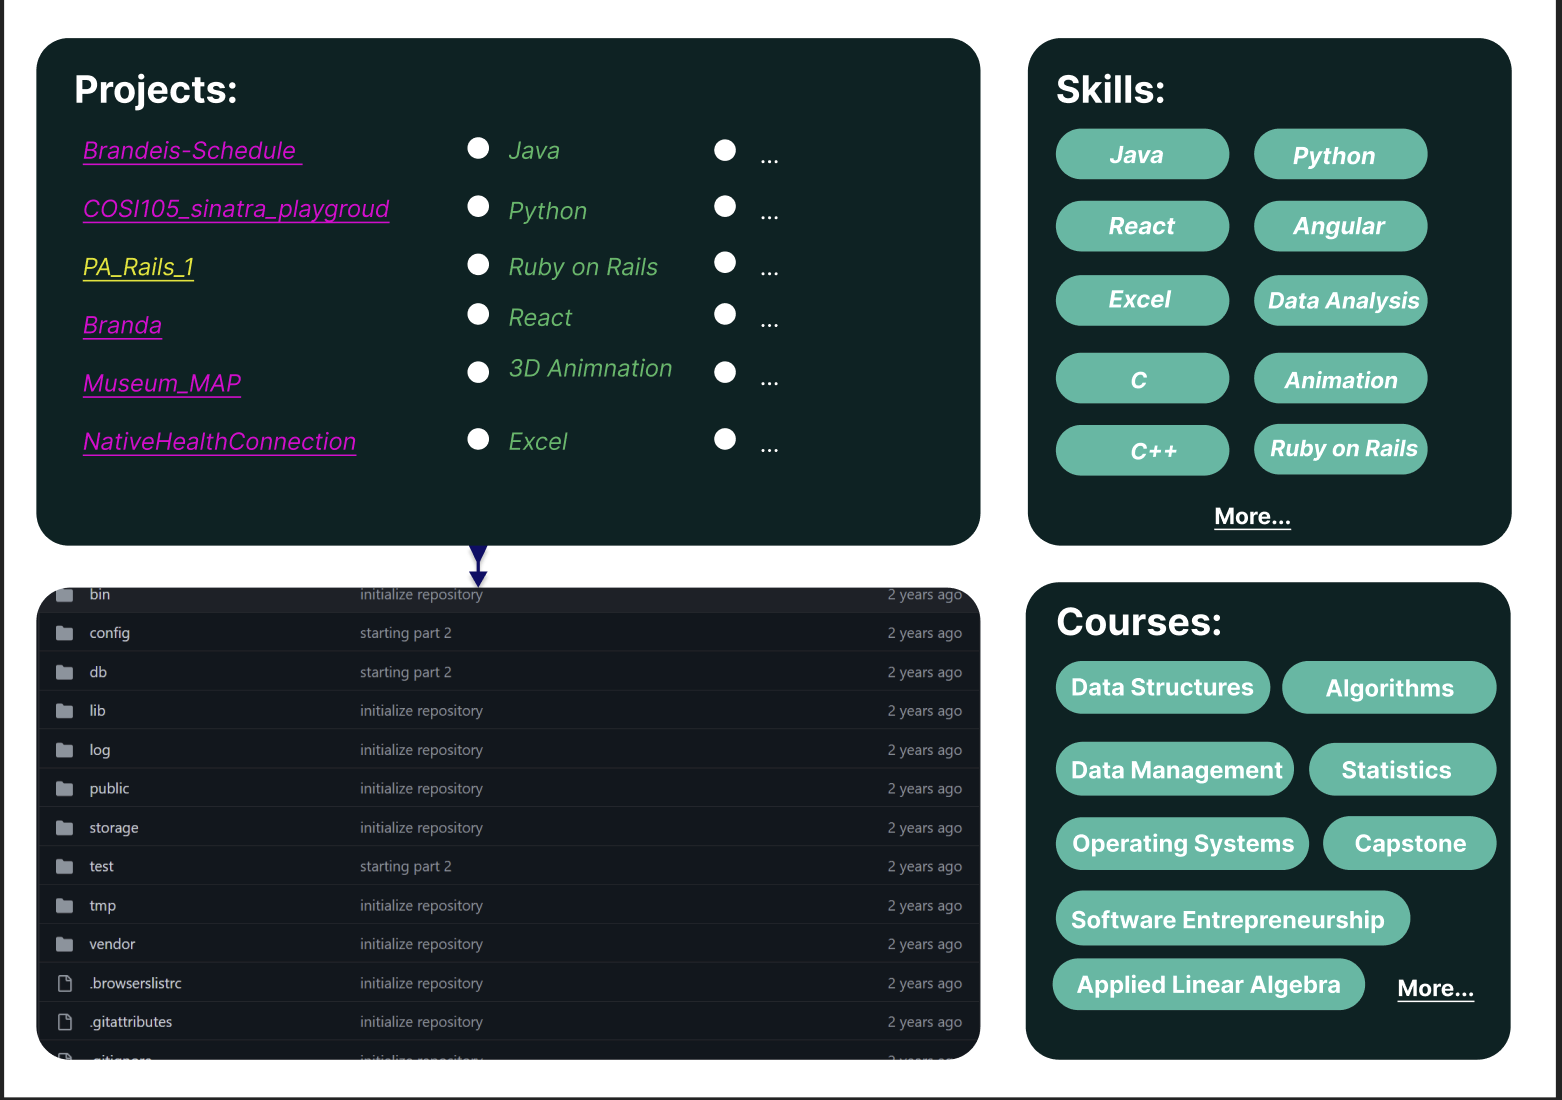 Projects:
Brandeis-Schedule Java ...
COSI105_sinatra_playgroud Python ...
PA_Rails_1 Ruby on Rails ...
Branda React ...
Museum_MAP 3D Animnation ...
NativeHealthConnection Excel ...
Skills:
Java Python
React Angular
Excel Data Analysis
C Animation
C++ Ruby on Rails
More...
bin initialize repository 2 years ago
config starting part 2 2 years ago
db starting part 2 2 years ago
lib initialize repository 2 years ago
log initialize repository 2 years ago
public initialize repository 2 years ago
storage initialize repository 2 years ago
test starting part 2 2 years ago
tmp initialize repository 2 years ago
vendor initialize repository 2 years ago
.browserslistrc initialize repository 2 years ago
.gitattributes initialize repository 2 years ago
.gitignore initialize repository 2 years ago
Courses:
Data Structures Algorithms
Data Management Statistics
Operating Systems Capstone
Software Entrepreneurship
Applied Linear Algebra More...